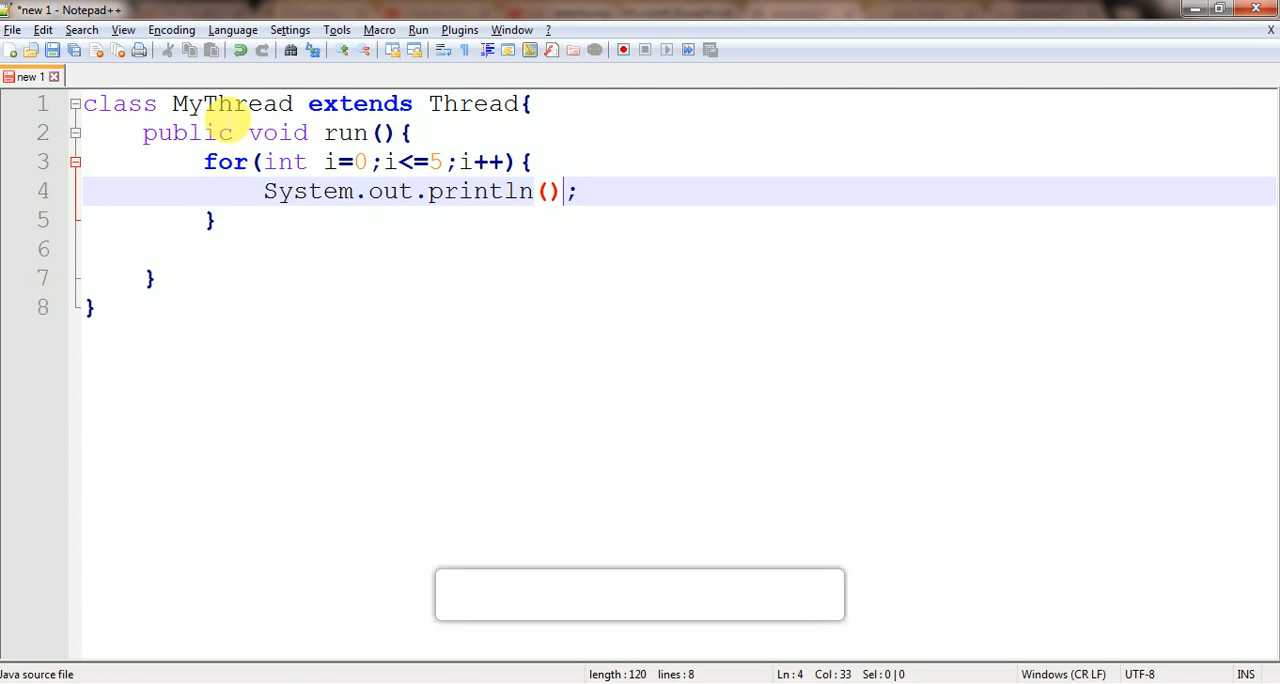 *new 1 - Notepad++
File Edit Search View Encoding Language Settings Tools Macro Run Plugins Window ? X
new 1
1 class MyThread extends Thread{
2 public void run(){
3 for(int i=0;i<=5;i++){
4 System.out.println();
5 }
6
7 }
8 }
Java source file length : 120 lines : 8 Ln : 4 Col : 33 Sel : 0 | 0 Windows (CR LF) UTF-8 INS